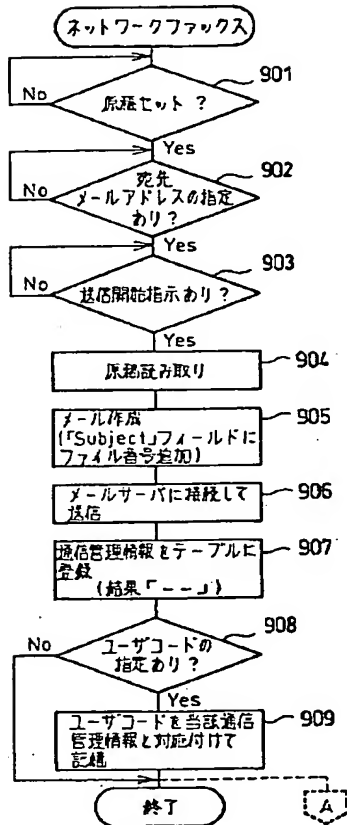 ネットワークファックス
901
原稿セット?
No
Yes
902
宛先
メールアドレスの指定
あり?
No
Yes
903
送信開始指示あり?
No
Yes
原稿読み取り
904
メール作成
(「Subject」フィールドに
ファイル番号追加)
905
メールサーバに接続して
送信
906
通信管理情報をテーブルに
登録
(結果「ーー」)
907
908
ユーザコードの
指定あり?
No
Yes
ユーザコードを当該通信
管理情報と対応付けて
記憶
909
終了
A